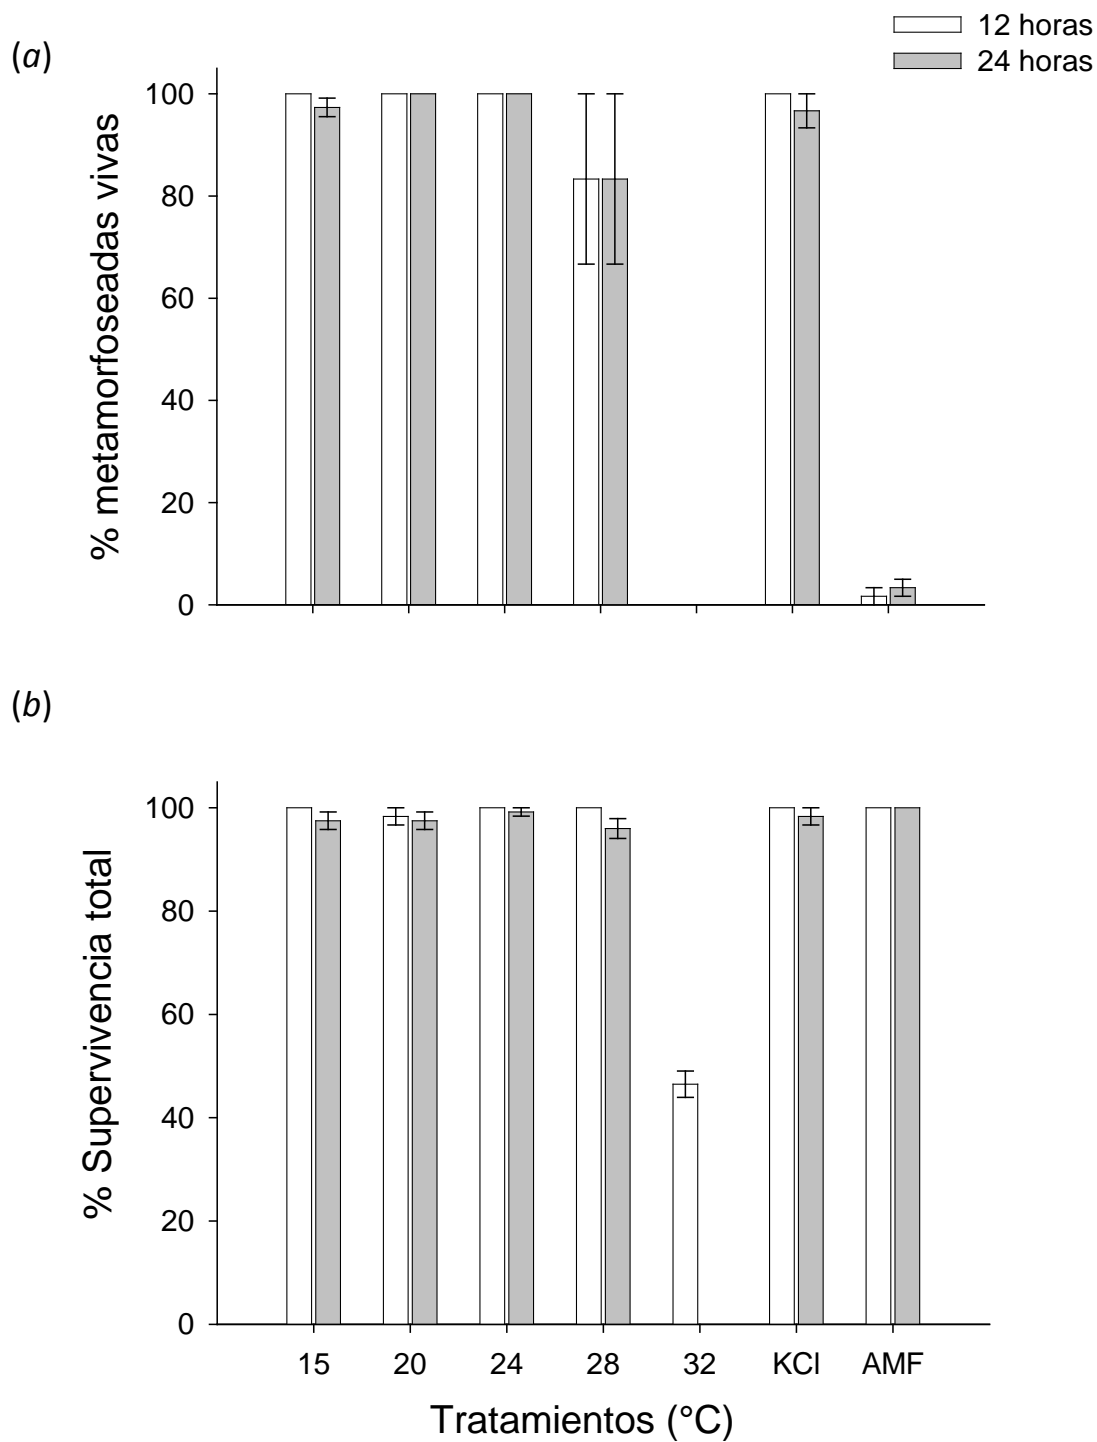 12 horas
24 horas
(a)
% metamorfoseadas vivas
100
80
60
40
20
0
(b)
% Supervivencia total
100
80
60
40
20
0
15 20 24 28 32 KCl AMF
Tratamientos (°C)